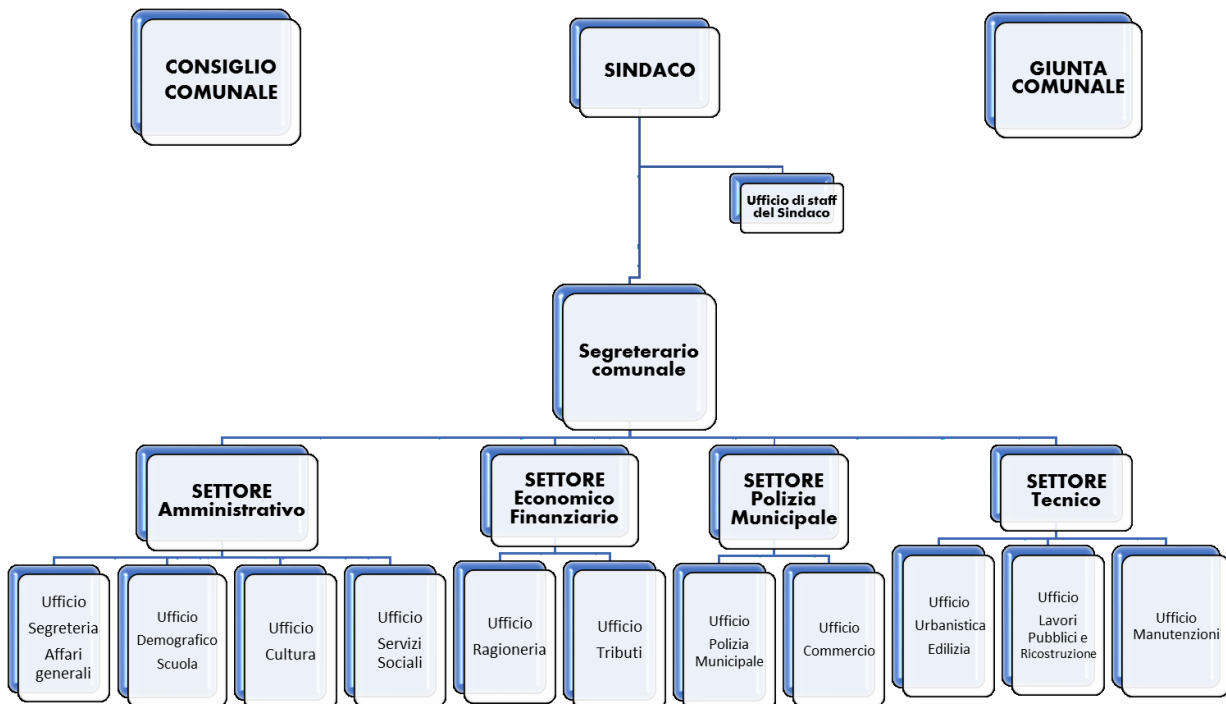 CONSIGLIO
COMUNALE
SINDACO
GIUNTA
COMUNALE
Ufficio di staff
del Sindaco
Segreterario
comunale
SETTORE
Amministrativo
SETTORE
Economico
Finanziario
SETTORE
Polizia
Municipale
SETTORE
Tecnico
Ufficio
Segreteria
Affari
generali
Ufficio
Demografico
Scuola
Ufficio
Cultura
Ufficio
Servizi
Sociali
Ufficio
Ragioneria
Ufficio
Tributi
Ufficio
Polizia
Municipale
Ufficio
Commercio
Ufficio
Urbanistica
Edilizia
Ufficio
Lavori
Pubblici e
Ricostruzione
Ufficio
Manutenzioni